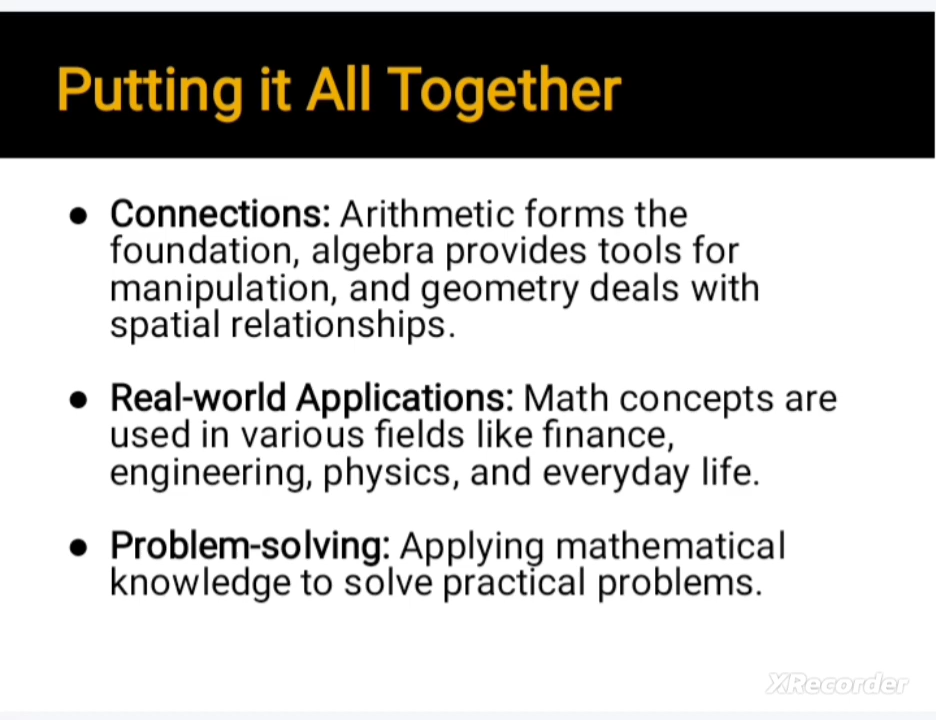 Putting it All Together
● Connections: Arithmetic forms the
foundation, algebra provides tools for
manipulation, and geometry deals with
spatial relationships.
● Real-world Applications: Math concepts are
used in various fields like finance,
engineering, physics, and everyday life.
● Problem-solving: Applying mathematical
knowledge to solve practical problems.
XRecorder